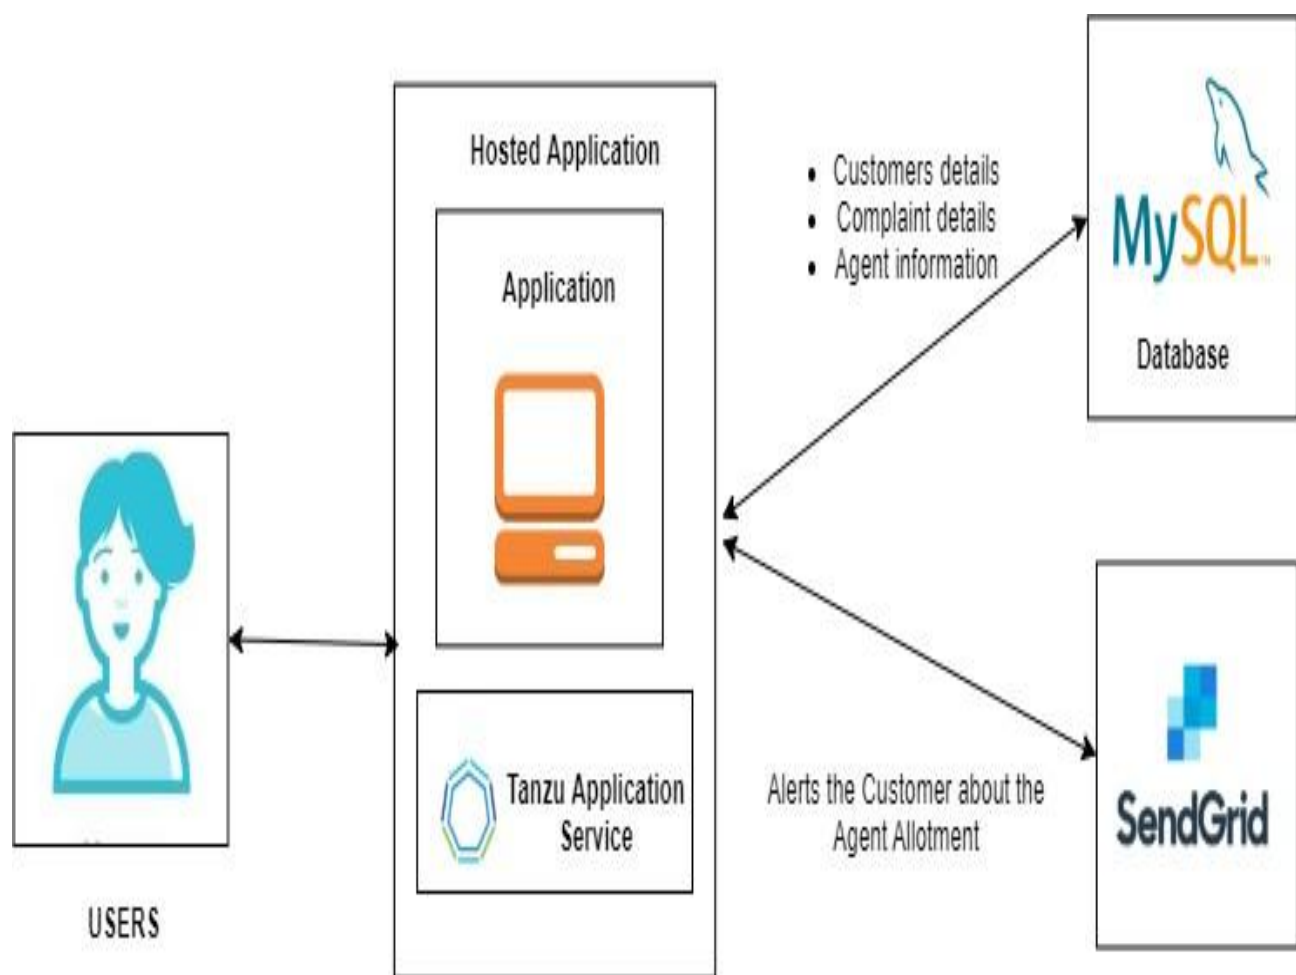 Hosted Application
Application
Tanzu Application
Service
USERS
• Customers details
• Complaint details
• Agent information
MySQL
Database
Alerts the Customer about the
Agent Allotment
SendGrid